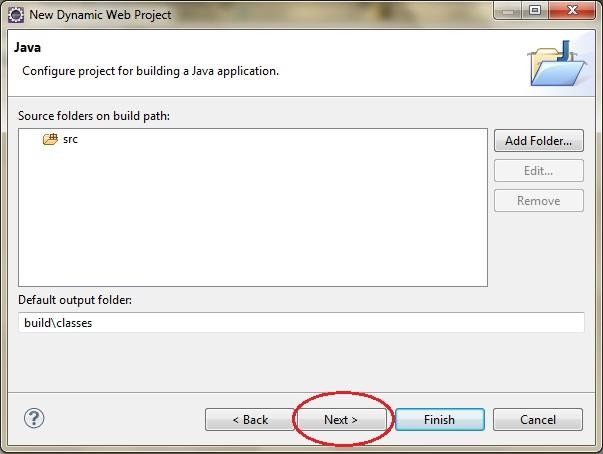 New Dynamic Web Project
Java
Configure project for building a Java application.
Source folders on build path:
src
Add Folder...
Edit...
Remove
Default output folder:
build\classes
?
< Back
Next >
Finish
Cancel